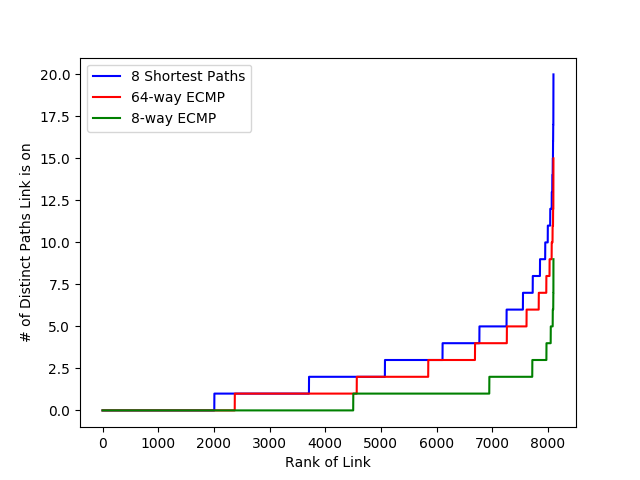 20.0
17.5
15.0
12.5
10.0
7.5
5.0
2.5
0.0
# of Distinct Paths Link is on
8 Shortest Paths
64-way ECMP
8-way ECMP
0 1000 2000 3000 4000 5000 6000 7000 8000
Rank of Link